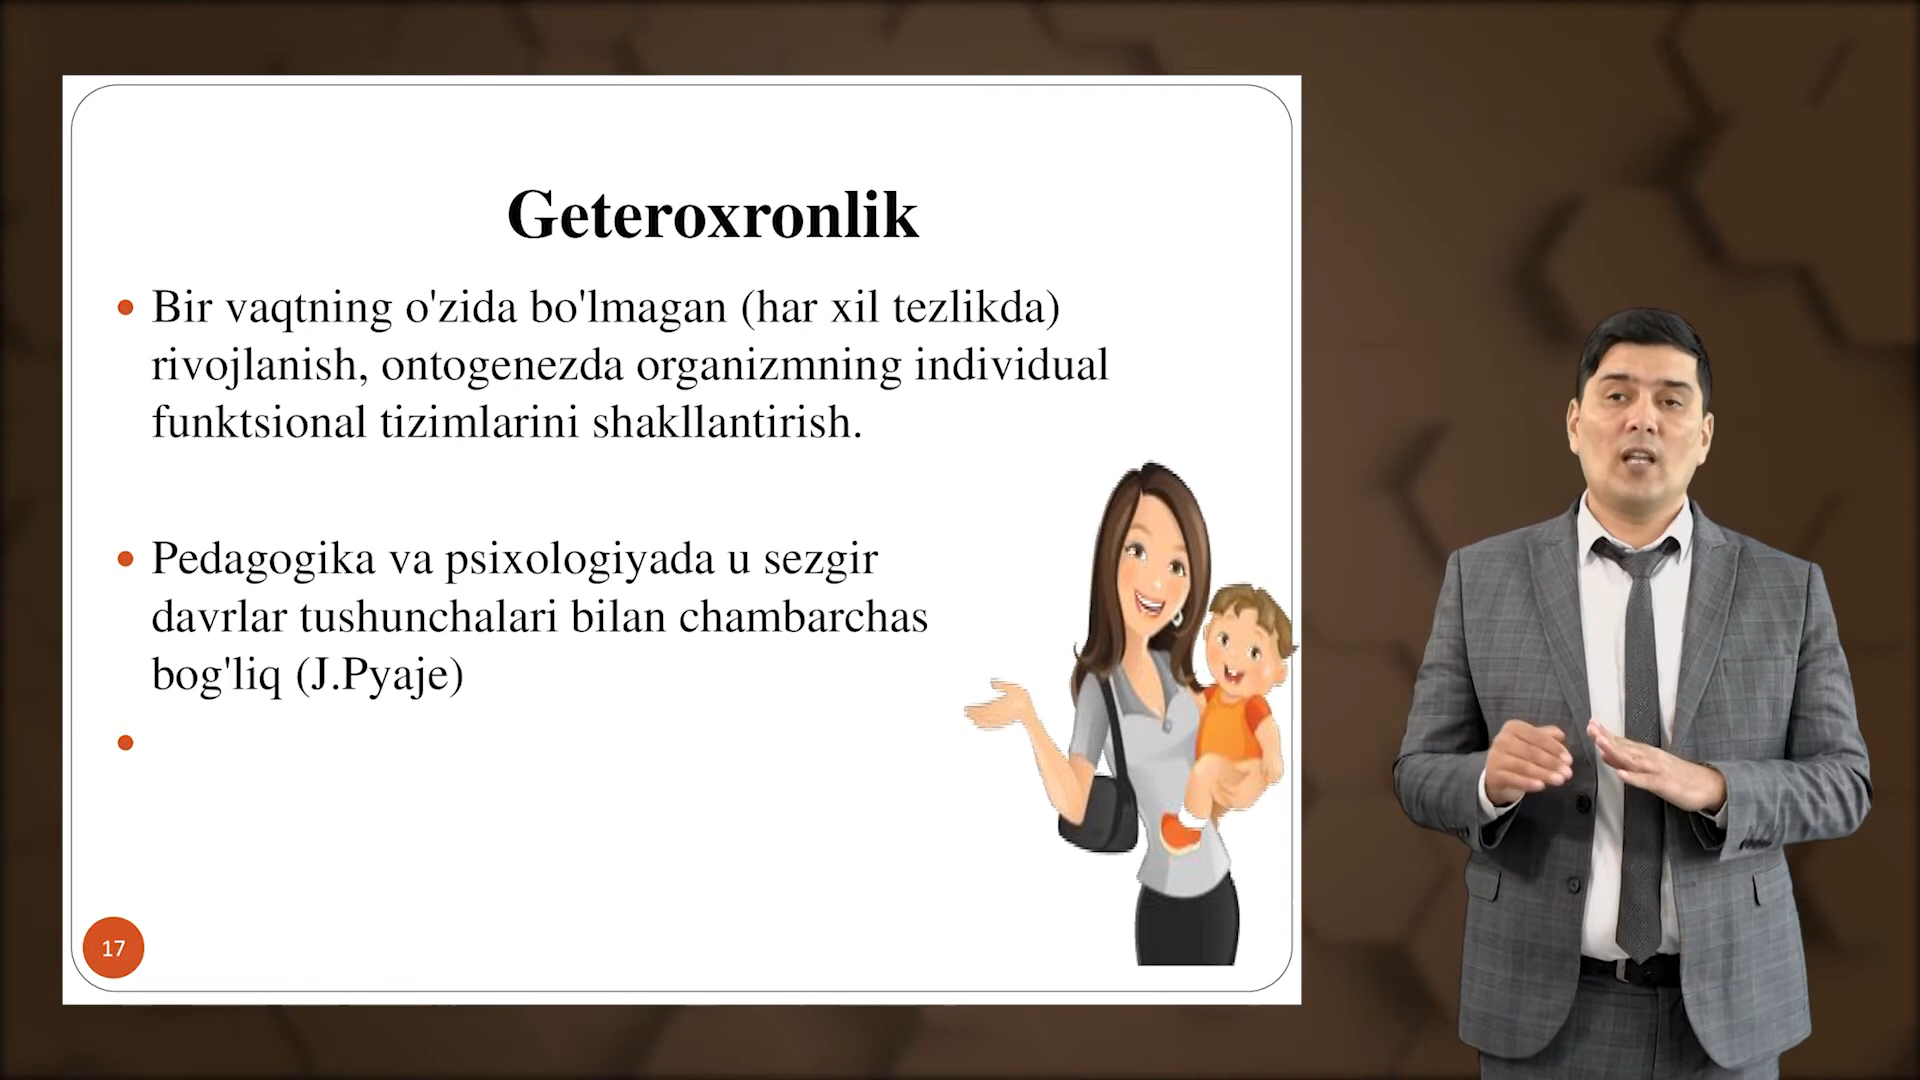 Geteroxronlik
Bir vaqtning o'zida bo'lmagan (har xil tezlikda)
rivojlanish, ontogenezda organizmning individual
funktsional tizimlarini shakllantirish.
Pedagogika va psixologiyada u sezgir
davrlar tushunchalari bilan chambarchas
bog'liq (J.Pyaje)
17